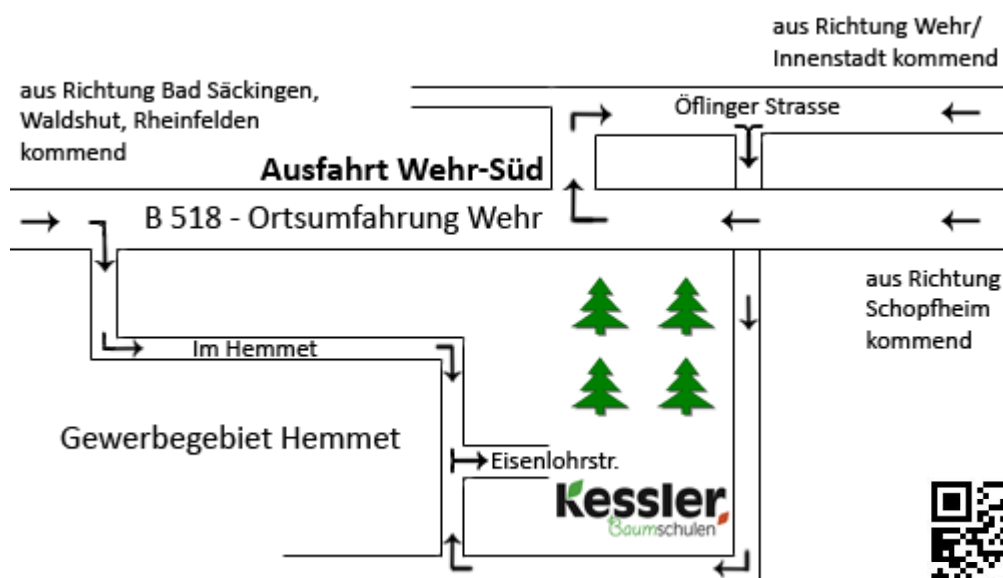 aus Richtung Wehr/
Innenstadt kommend
aus Richtung Bad Säckingen,
Waldshut, Rheinfelden
kommend
Öflinger Strasse
Ausfahrt Wehr-Süd
B 518 - Ortsumfahrung Wehr
aus Richtung
Schopfheim
kommend
Im Hemmet
Gewerbegebiet Hemmet
Eisenlohrstr.
Kessler
Baumschulen